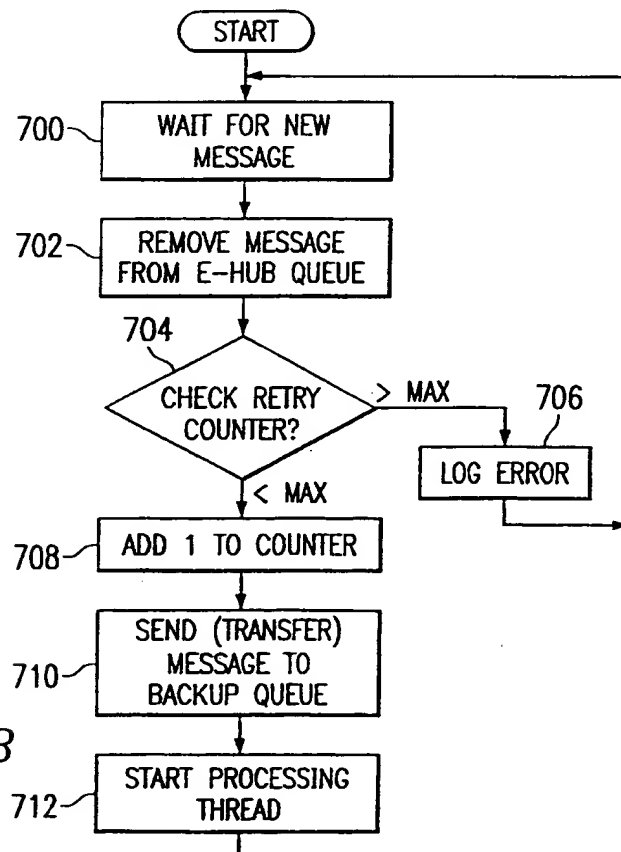 START
700
WAIT FOR NEW
MESSAGE
702
REMOVE MESSAGE
FROM E-HUB QUEUE
704
CHECK RETRY
COUNTER?
> MAX
706
LOG ERROR
< MAX
708
ADD 1 TO COUNTER
710
SEND (TRANSFER)
MESSAGE TO
BACKUP QUEUE
712
START PROCESSING
THREAD